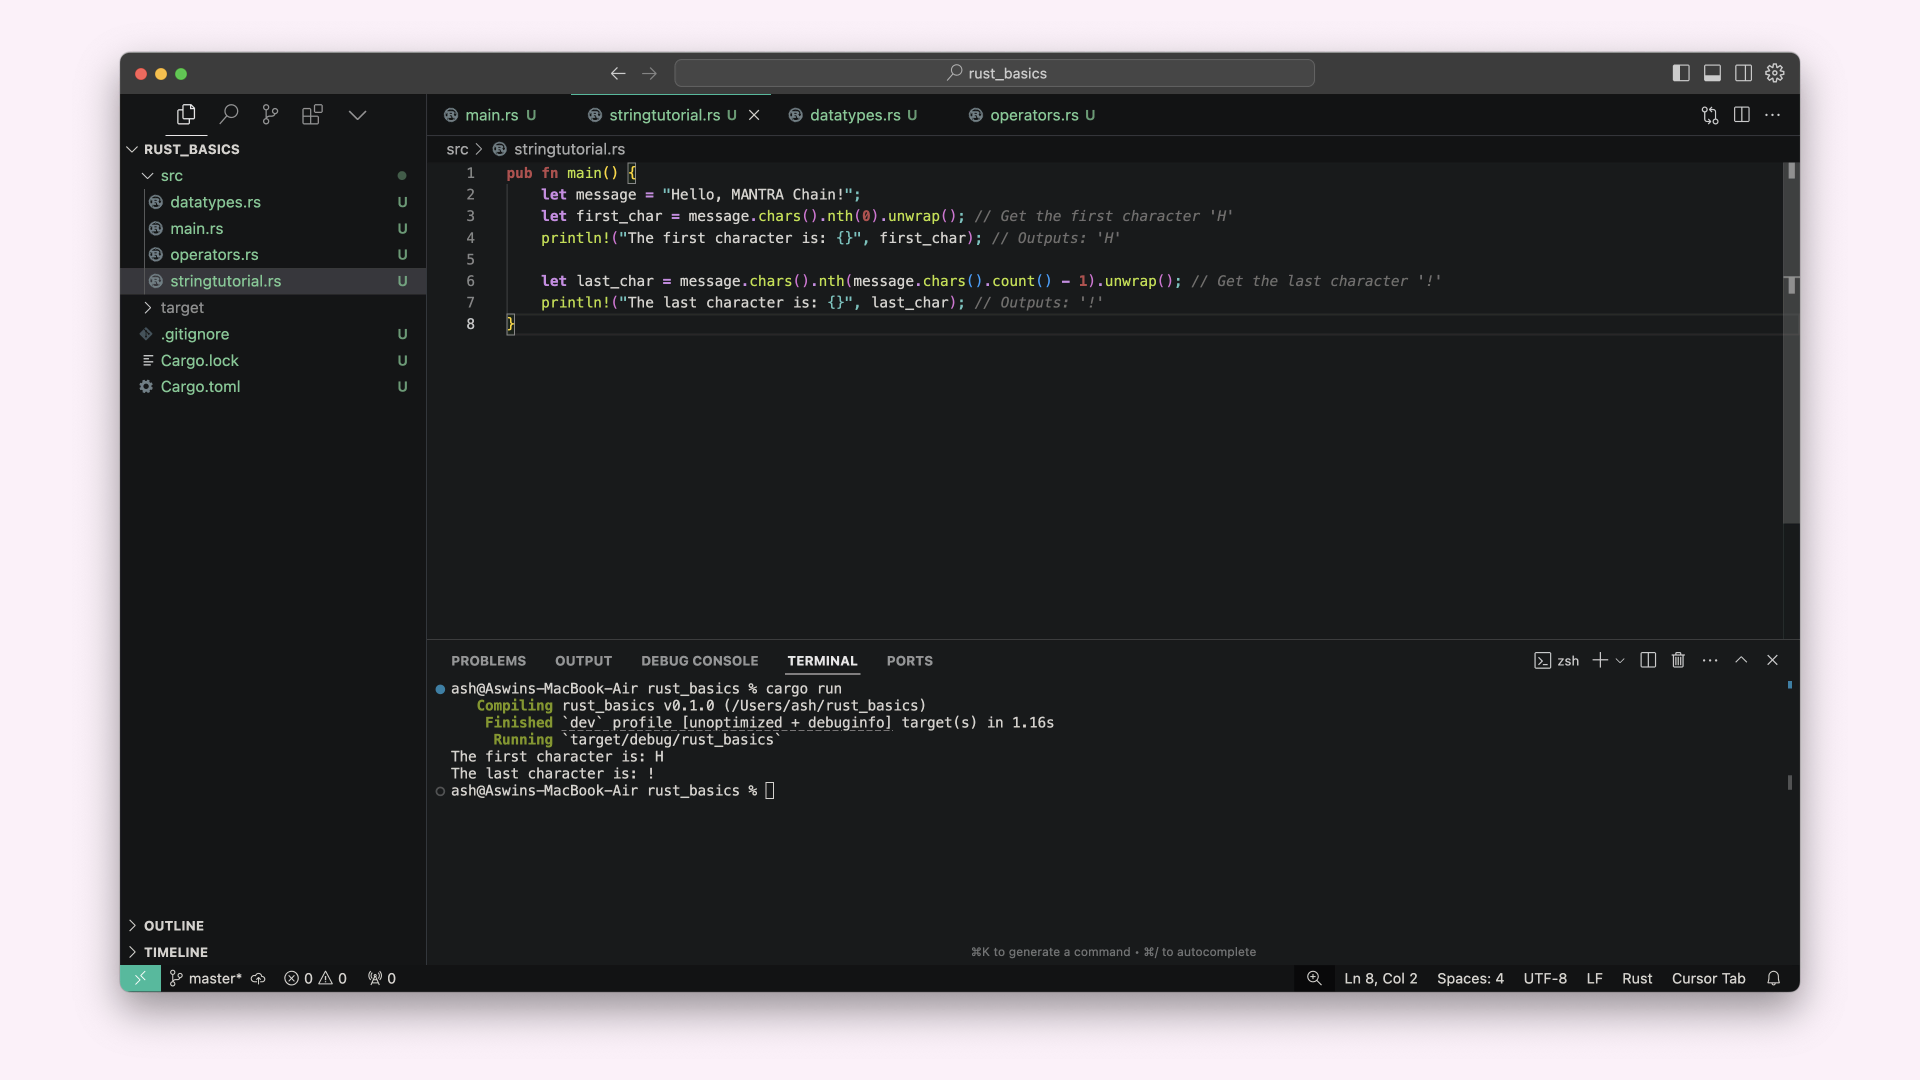 rust_basics
main.rs U
stringtutorial.rs U
datatypes.rs U
operators.rs U
RUST_BASICS
src
datatypes.rs U
main.rs U
operators.rs U
stringtutorial.rs U
target
.gitignore U
Cargo.lock U
Cargo.toml U
OUTLINE
TIMELINE
src > stringtutorial.rs
1 pub fn main() {
2     let message = "Hello, MANTRA Chain!";
3     let first_char = message.chars().nth(0).unwrap(); // Get the first character 'H'
4     println!("The first character is: {}", first_char); // Outputs: 'H'
5
6     let last_char = message.chars().nth(message.chars().count() - 1).unwrap(); // Get the last character '!'
7     println!("The last character is: {}", last_char); // Outputs: '!'
8 }
PROBLEMS OUTPUT DEBUG CONSOLE TERMINAL PORTS
zsh
ash@Aswins-MacBook-Air rust_basics % cargo run
   Compiling rust_basics v0.1.0 (/Users/ash/rust_basics)
    Finished `dev` profile [unoptimized + debuginfo] target(s) in 1.16s
     Running `target/debug/rust_basics`
The first character is: H
The last character is: !
ash@Aswins-MacBook-Air rust_basics %
⌘K to generate a command • ⌘/ to autocomplete
master* 0 0 0
Ln 8, Col 2 Spaces: 4 UTF-8 LF Rust Cursor Tab